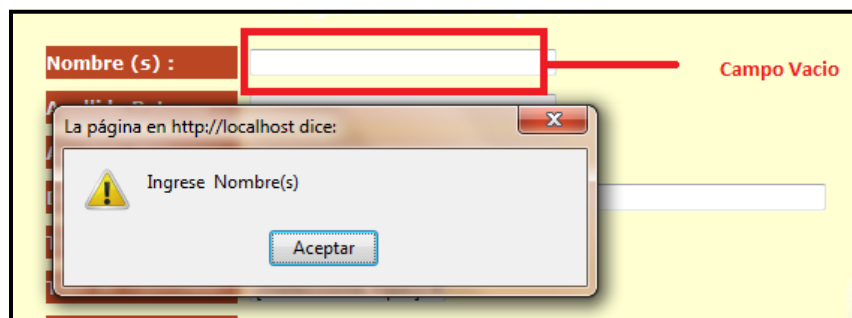 Nombre (s) :
Campo Vacio
La página en http://localhost dice:
Ingrese Nombre(s)
Aceptar